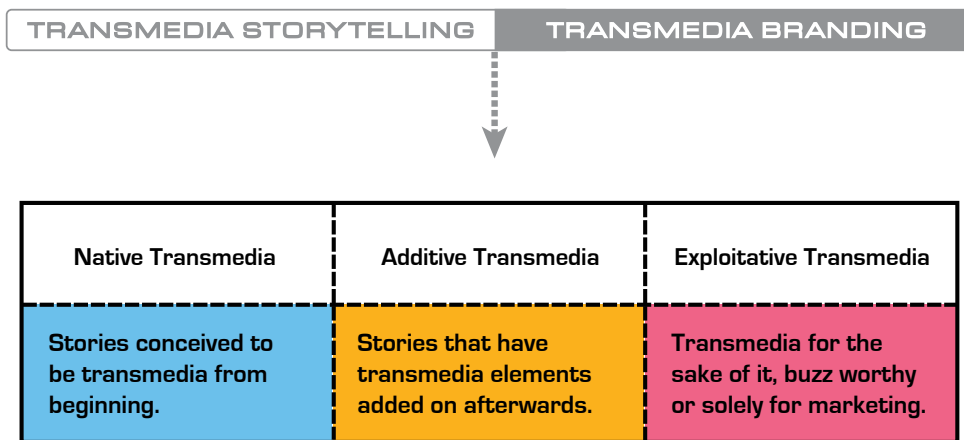 TRANSMEDIA STORYTELLING
TRANSMEDIA BRANDING
Native Transmedia
Additive Transmedia
Exploitative Transmedia
Stories conceived to
be transmedia from
beginning.
Stories that have
transmedia elements
added on afterwards.
Transmedia for the
sake of it, buzz worthy
or solely for marketing.